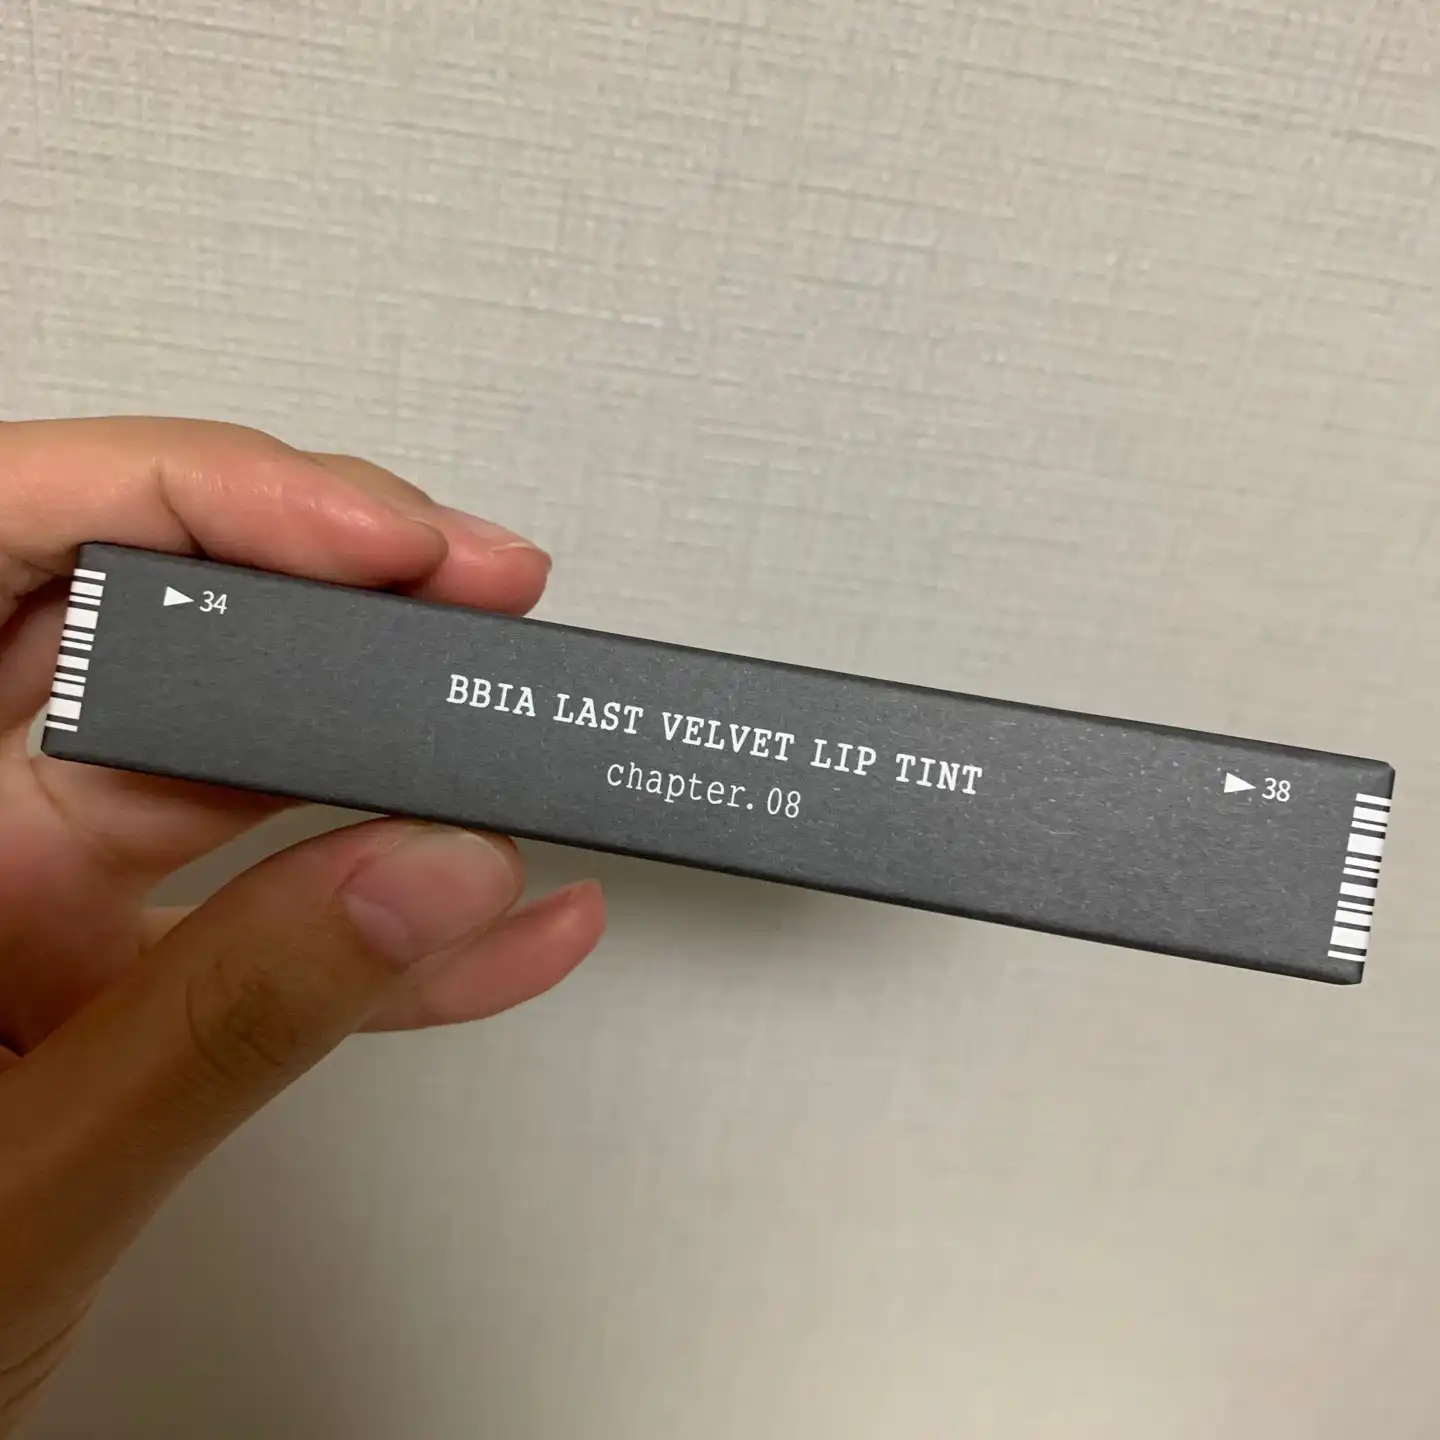 ▶ 34
BBIA LAST VELVET LIP TINT
chapter. 08
▶ 38